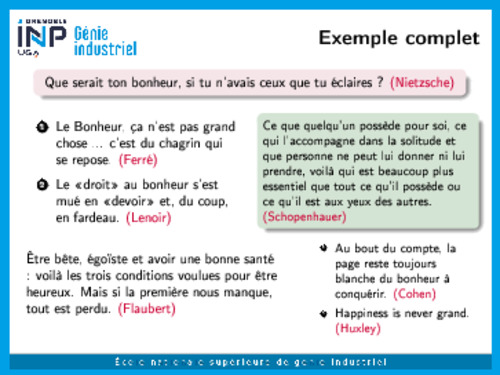 GRENOBLE
INP
UGA
Génie
industriel
Exemple complet
Que serait ton bonheur, si tu n'avais ceux que tu éclaires ? (Nietzsche)
1 Le Bonheur, ça n'est pas grand
chose ... c'est du chagrin qui
se repose. (Ferré)
2 Le «droit» au bonheur s'est
mué en «devoir» et, du coup,
en fardeau. (Lenoir)
Ce que quelqu'un possède pour soi, ce
qui l'accompagne dans la solitude et
que personne ne peut lui donner ni lui
prendre, voilà qui est beaucoup plus
essentiel que tout ce qu'il possède ou
ce qu'il est aux yeux des autres.
(Schopenhauer)
Être bête, égoïste et avoir une bonne santé
: voilà les trois conditions voulues pour être
heureux. Mais si la première nous manque,
tout est perdu. (Flaubert)
Au bout du compte, la
page reste toujours
blanche du bonheur à
conquérir. (Cohen)
Happiness is never grand.
(Huxley)
École nationale supérieure de génie industriel